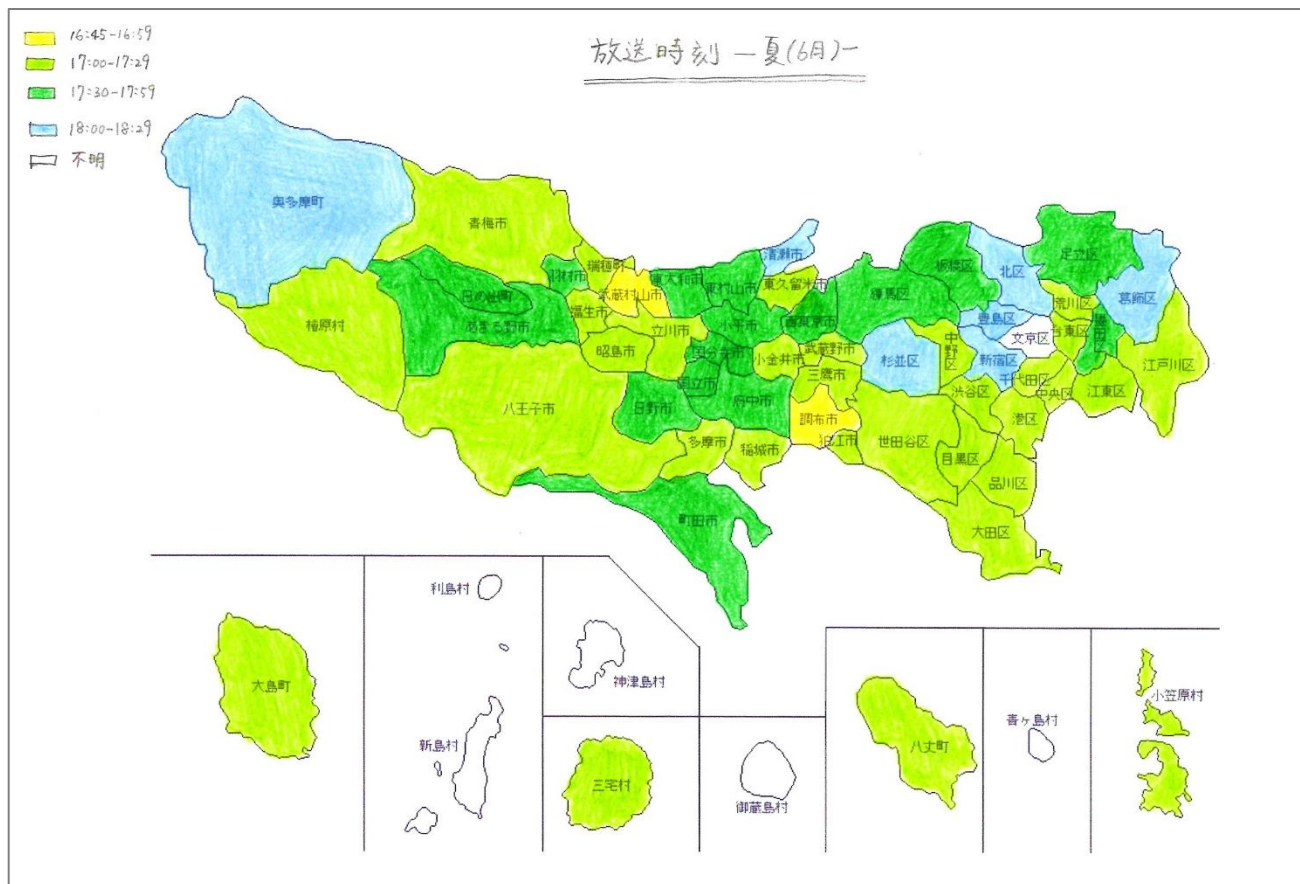 16:45-16:59
17:00-17:29
17:30-17:59
18:00-18:29
不明
放送時刻 ー夏(6月)ー
奥多摩町
青梅市
檜原村
羽村市
瑞穂町
日の出町
あきる野市
武蔵村山市
福生市
東大和市
東村山市
清瀬市
東久留米市
立川市
昭島市
小平市
西東京市
国分寺市
小金井市
武蔵野市
三鷹市
国立市
府中市
日野市
八王子市
多摩市
稲城市
調布市
狛江市
町田市
練馬区
板橋区
北区
足立区
葛飾区
豊島区
文京区
荒川区
台東区
墨田区
江戸川区
杉並区
中野区
新宿区
千代田区
中央区
江東区
渋谷区
港区
世田谷区
目黒区
品川区
大田区
利島村
大島町
新島村
神津島村
三宅村
御蔵島村
八丈町
青ヶ島村
小笠原村